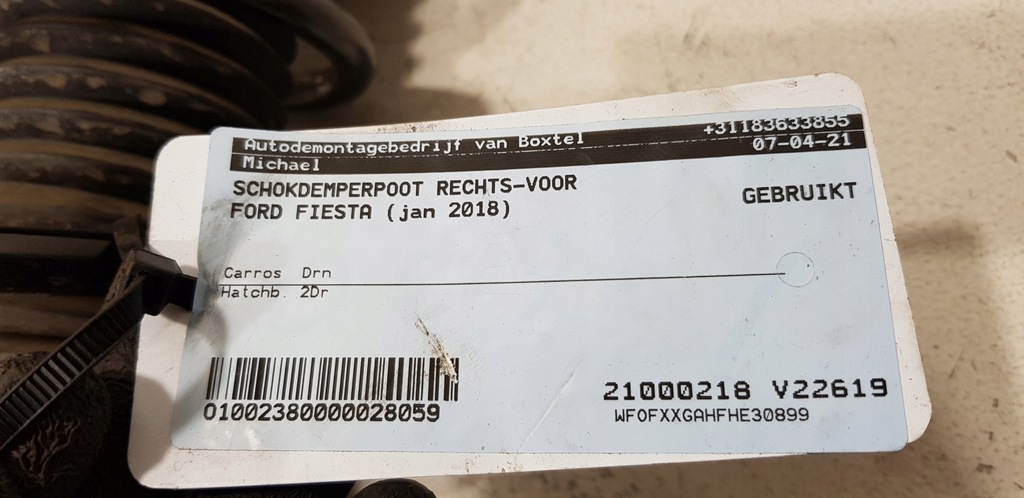 Autodemontagebedrijf van Boxtel +31183633855
Michael 07-04-21
SCHOKDEMPERPOOT RECHTS-VOOR GEBRUIKT
FORD FIESTA (jan 2018)
Carros Drn
Hatchb. 2Dr
O1002380000028059
21000218 V22619
WF0FXXGAHFHE30899